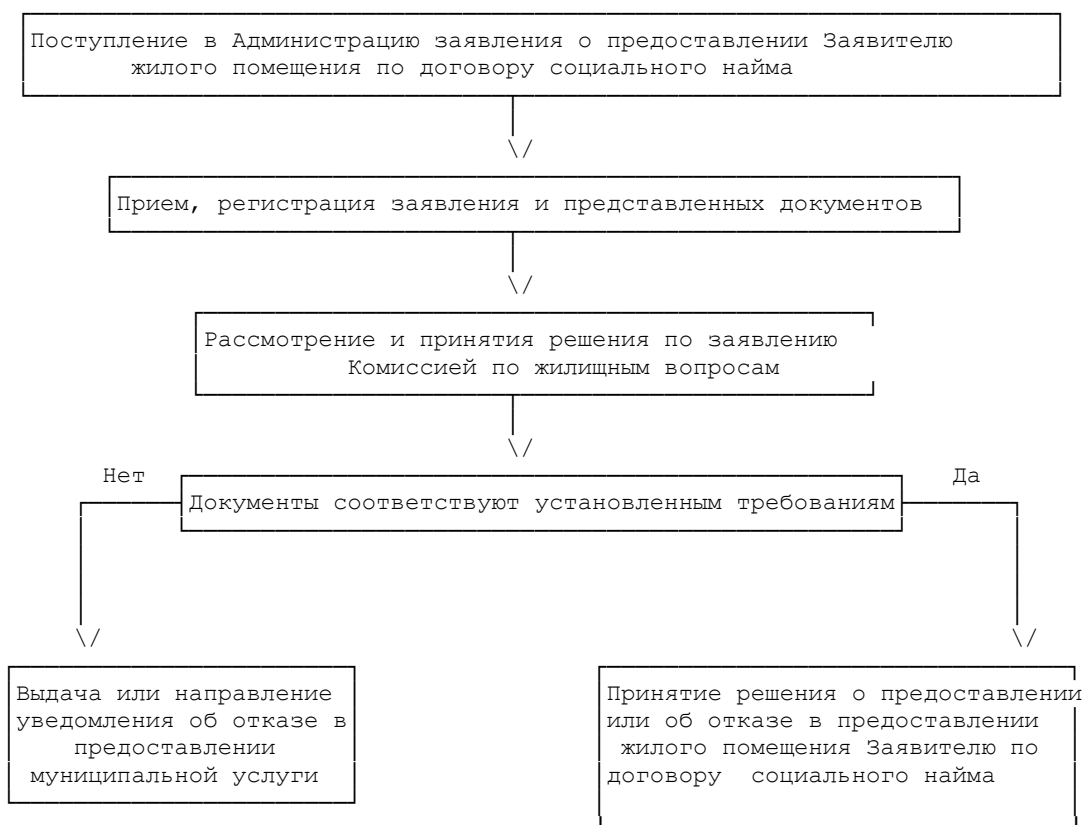 Поступление в Администрацию заявления о предоставлении Заявителю
жилого помещения по договору социального найма
Прием, регистрация заявления и представленных документов
Рассмотрение и принятия решения по заявлению
Комиссией по жилищным вопросам
Нет
Да
Документы соответствуют установленным требованиям
Выдача или направление
уведомления об отказе в
предоставлении
муниципальной услуги
Принятие решения о предоставлении
или об отказе в предоставлении
жилого помещения Заявителю по
договору социального найма